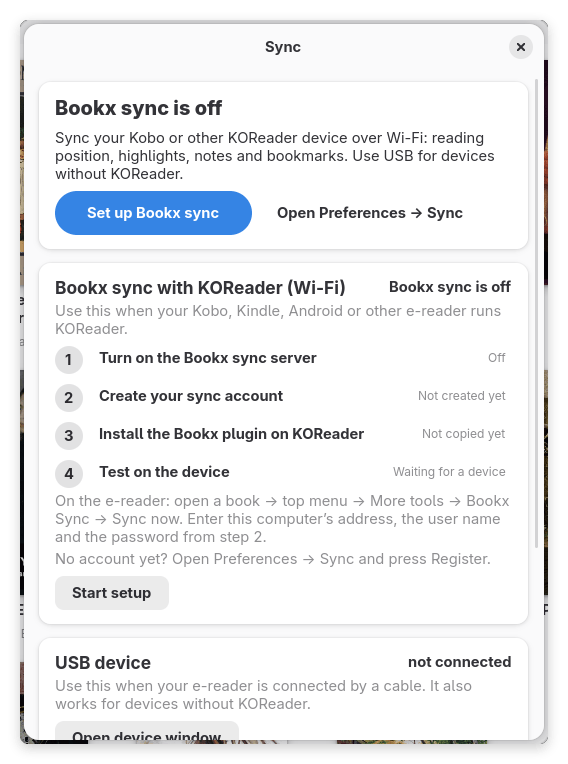 Sync
Bookx sync is off
Sync your Kobo or other KOReader device over Wi-Fi: reading
position, highlights, notes and bookmarks. Use USB for devices
without KOReader.
Set up Bookx sync
Open Preferences → Sync
Bookx sync with KOReader (Wi-Fi)
Bookx sync is off
Use this when your Kobo, Kindle, Android or other e-reader runs
KOReader.
1 Turn on the Bookx sync server Off
2 Create your sync account Not created yet
3 Install the Bookx plugin on KOReader Not copied yet
4 Test on the device Waiting for a device
On the e-reader: open a book → top menu → More tools → Bookx
Sync → Sync now. Enter this computer’s address, the user name
and the password from step 2.
No account yet? Open Preferences → Sync and press Register.
Start setup
USB device
not connected
Use this when your e-reader is connected by a cable. It also
works for devices without KOReader.
Open device window